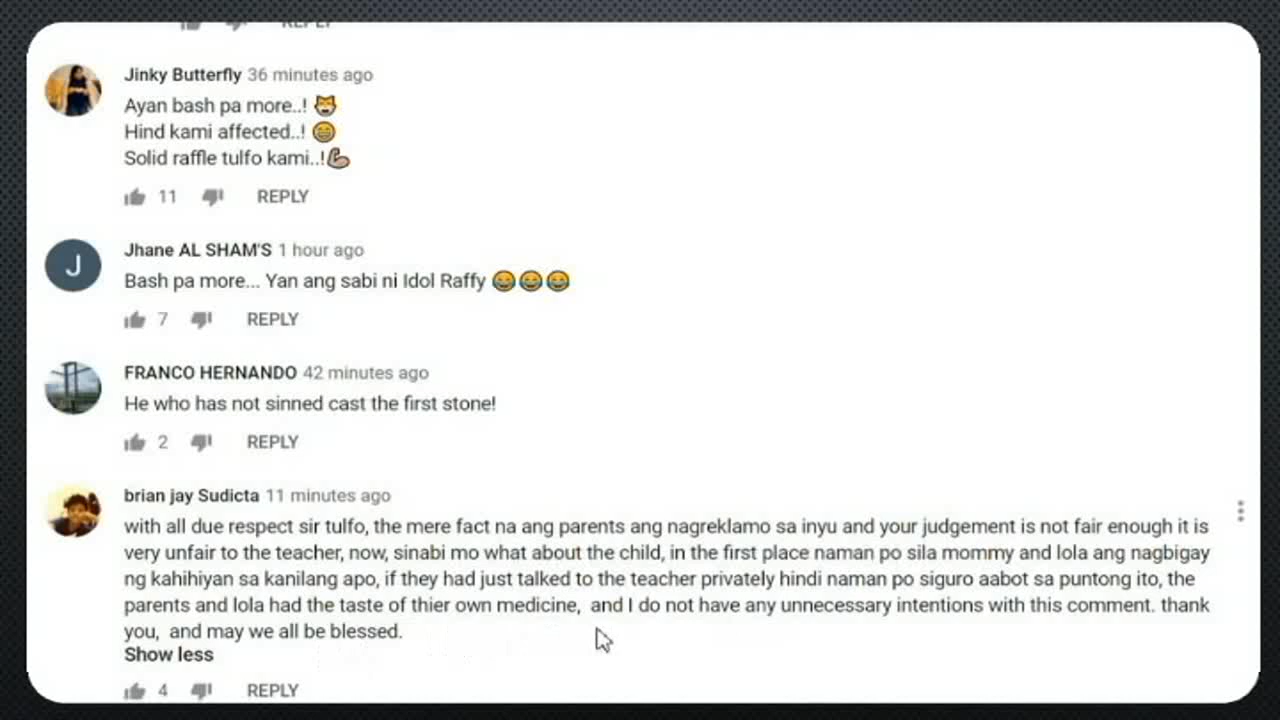 REPLY
Jinky Butterfly 36 minutes ago
Ayan bash pa more..! 😼
Hind kami affected..! 😁
Solid raffle tulfo kami..!💪
11 REPLY
J
Jhane AL SHAM'S 1 hour ago
Bash pa more... Yan ang sabi ni Idol Raffy 😂😂😂
7 REPLY
FRANCO HERNANDO 42 minutes ago
He who has not sinned cast the first stone!
2 REPLY
brian jay Sudicta 11 minutes ago
with all due respect sir tulfo, the mere fact na ang parents ang nagreklamo sa inyu and your judgement is not fair enough it is
very unfair to the teacher, now, sinabi mo what about the child, in the first place naman po sila mommy and lola ang nagbigay
ng kahihiyan sa kanilang apo, if they had just talked to the teacher privately hindi naman po siguro aabot sa puntong ito, the
parents and lola had the taste of thier own medicine,  and I do not have any unnecessary intentions with this comment. thank
you,  and may we all be blessed.
Show less
4 REPLY